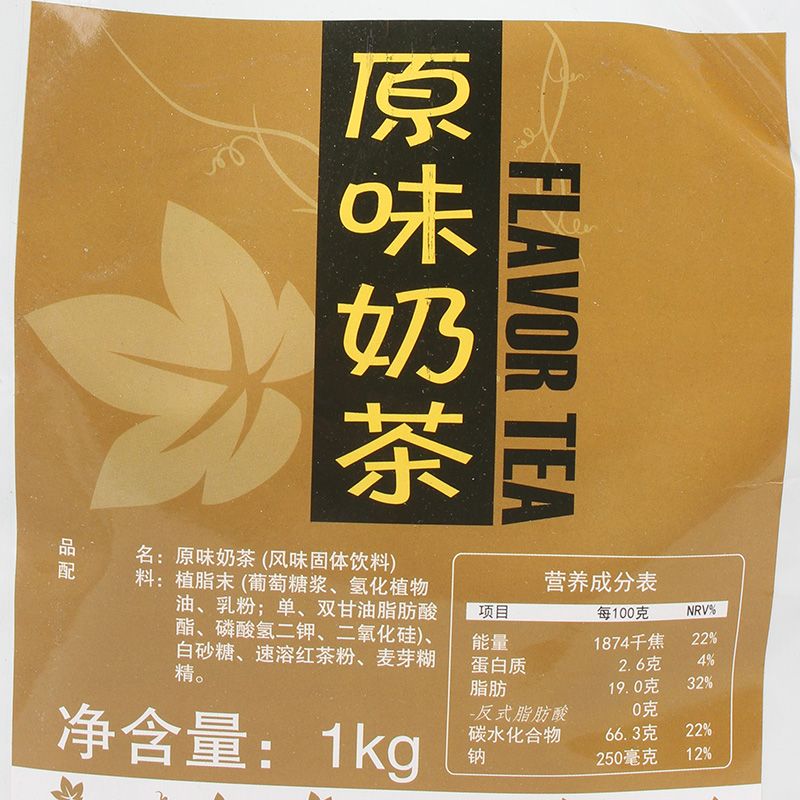 原味奶茶
FLAVOR TEA
品名：原味奶茶 (风味固体饮料)
配料：植脂末 (葡萄糖浆、氢化植物
油、乳粉；单、双甘油脂肪酸
酯、磷酸氢二钾、二氧化硅)、
白砂糖、速溶红茶粉、麦芽糊
精。
净含量：1kg
营养成分表
项目 每100克 NRV%
能量 1874千焦 22%
蛋白质 2.6克 4%
脂肪 19.0克 32%
-反式脂肪酸 0克
碳水化合物 66.3克 22%
钠 250毫克 12%